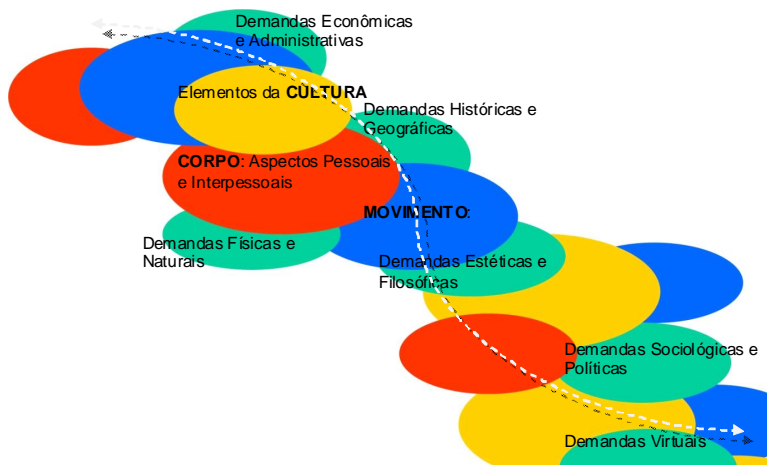 Demandas Econômicas
e Administrativas
Elementos da CULTURA
Demandas Históricas e
Geográficas
CORPO: Aspectos Pessoais
e Interpessoais
MOVIMENTO:
Demandas Físicas e
Naturais
Demandas Estéticas e
Filosóficas
Demandas Sociológicas e
Políticas
Demandas Virtuais